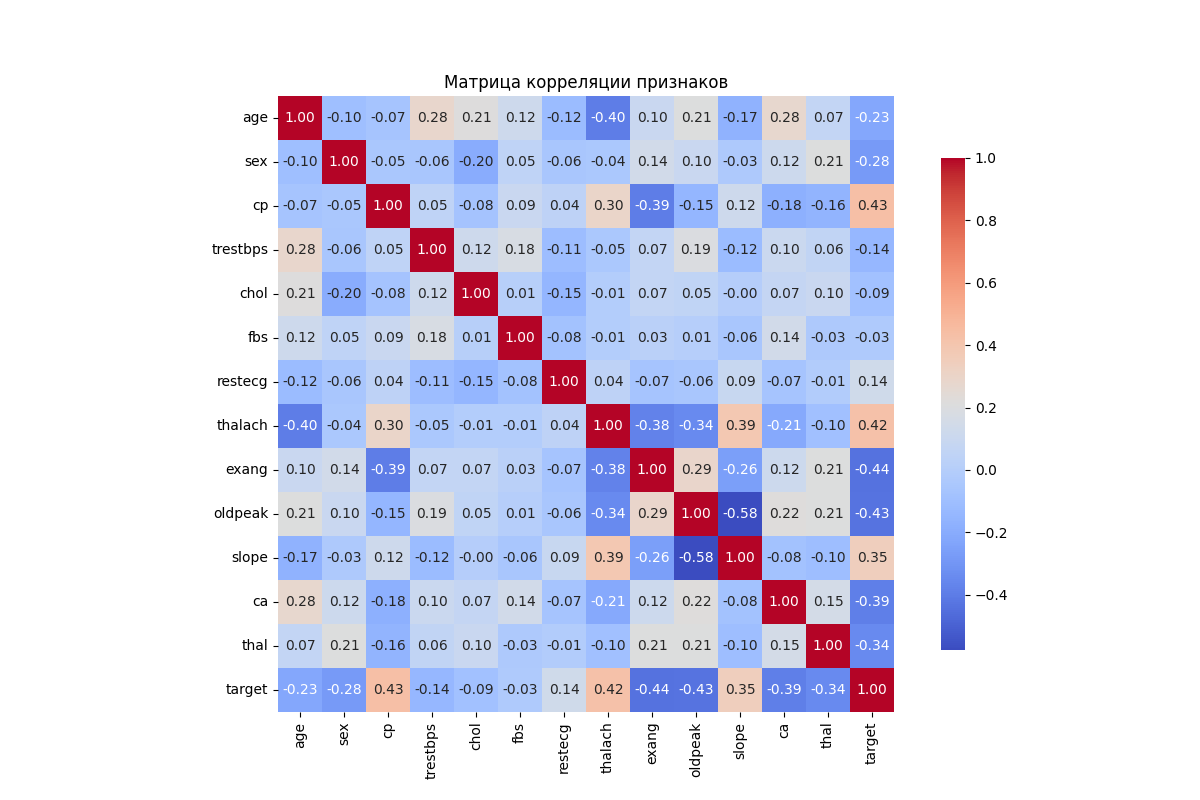 Матрица корреляции признаков
age 1.00 -0.10 -0.07 0.28 0.21 0.12 -0.12 -0.40 0.10 0.21 -0.17 0.28 0.07 -0.23
sex -0.10 1.00 -0.05 -0.06 -0.20 0.05 -0.06 -0.04 0.14 0.10 -0.03 0.12 0.21 -0.28
cp -0.07 -0.05 1.00 0.05 -0.08 0.09 0.04 0.30 -0.39 -0.15 0.12 -0.18 -0.16 0.43
trestbps 0.28 -0.06 0.05 1.00 0.12 0.18 -0.11 -0.05 0.07 0.19 -0.12 0.10 0.06 -0.14
chol 0.21 -0.20 -0.08 0.12 1.00 0.01 -0.15 -0.01 0.07 0.05 -0.00 0.07 0.10 -0.09
fbs 0.12 0.05 0.09 0.18 0.01 1.00 -0.08 -0.01 0.03 0.01 -0.06 0.14 -0.03 -0.03
restecg -0.12 -0.06 0.04 -0.11 -0.15 -0.08 1.00 0.04 -0.07 -0.06 0.09 -0.07 -0.01 0.14
thalach -0.40 -0.04 0.30 -0.05 -0.01 -0.01 0.04 1.00 -0.38 -0.34 0.39 -0.21 -0.10 0.42
exang 0.10 0.14 -0.39 0.07 0.07 0.03 -0.07 -0.38 1.00 0.29 -0.26 0.12 0.21 -0.44
oldpeak 0.21 0.10 -0.15 0.19 0.05 0.01 -0.06 -0.34 0.29 1.00 -0.58 0.22 0.21 -0.43
slope -0.17 -0.03 0.12 -0.12 -0.00 -0.06 0.09 0.39 -0.26 -0.58 1.00 -0.08 -0.10 0.35
ca 0.28 0.12 -0.18 0.10 0.07 0.14 -0.07 -0.21 0.12 0.22 -0.08 1.00 0.15 -0.39
thal 0.07 0.21 -0.16 0.06 0.10 -0.03 -0.01 -0.10 0.21 0.21 -0.10 0.15 1.00 -0.34
target -0.23 -0.28 0.43 -0.14 -0.09 -0.03 0.14 0.42 -0.44 -0.43 0.35 -0.39 -0.34 1.00
age sex cp trestbps chol fbs restecg thalach exang oldpeak slope ca thal target
1.0
0.8
0.6
0.4
0.2
0.0
−0.2
−0.4